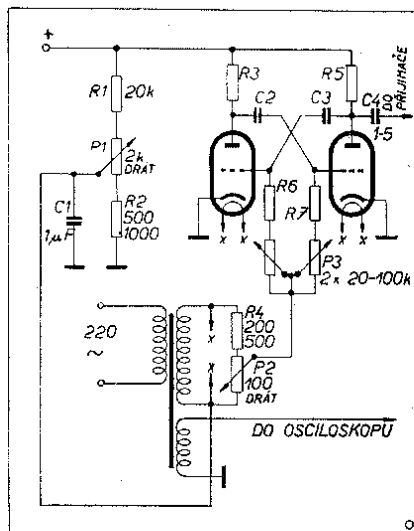 +
R1
20k
P1
2k
DRÁT
C1
1μF
R2
500
1000
R3
C2
C3
R5
C4
1-5
DO
PŘIJÍMAČE
R6
R7
x x
x x
P3
2x 20-100k
220
~
x
x
R4
200
500
P2
100
DRÁT
DO OSCILOSKOPU